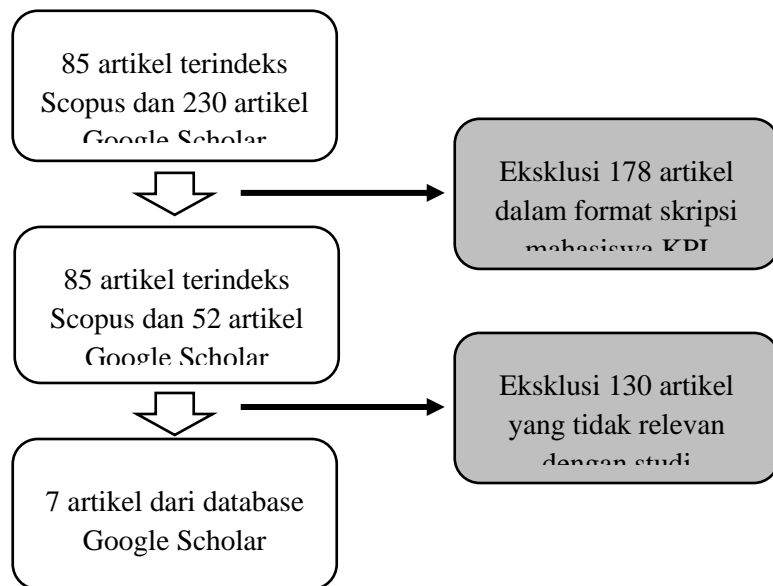 85 artikel terindeks
Scopus dan 230 artikel
Google Scholar
Eksklusi 178 artikel
dalam format skripsi
mahasiswa KPI
85 artikel terindeks
Scopus dan 52 artikel
Google Scholar
Eksklusi 130 artikel
yang tidak relevan
dengan studi
7 artikel dari database
Google Scholar